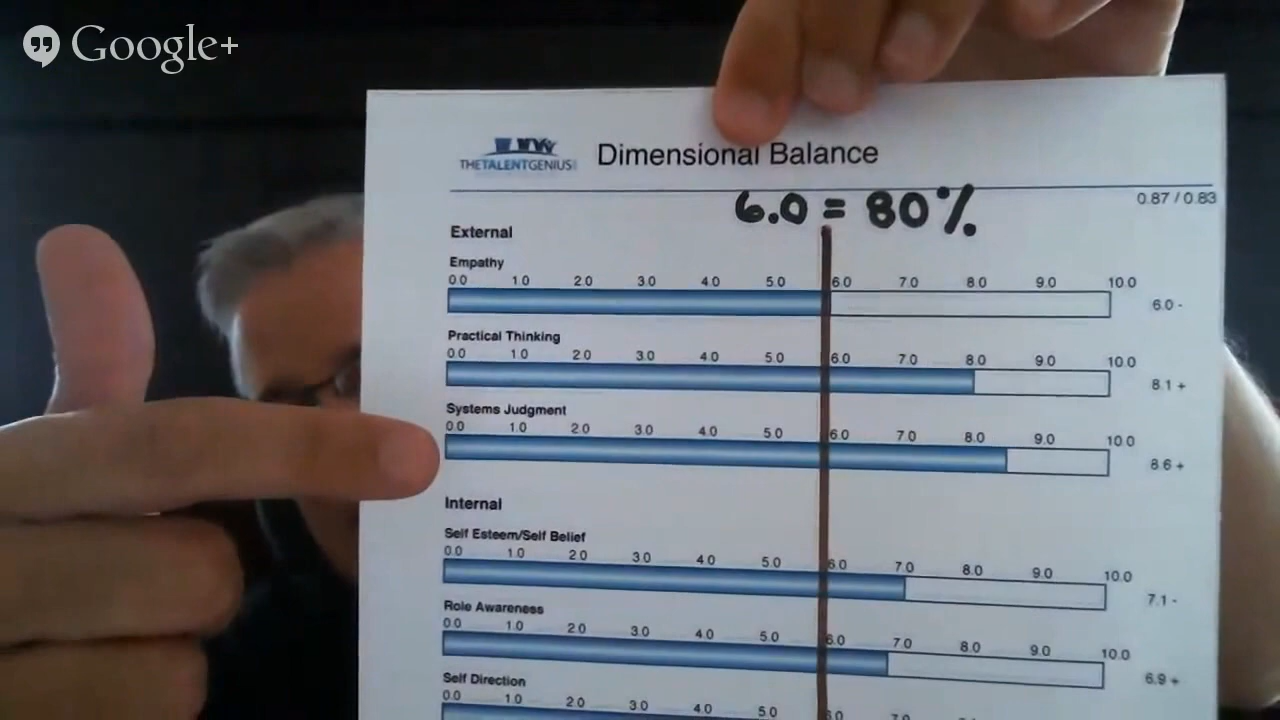 Google+
THETALENTGENIUS
Dimensional Balance
6.0 = 80%
0.87 / 0.83
External
Empathy
0.0 1.0 2.0 3.0 4.0 5.0 6.0 7.0 8.0 9.0 10.0
6.0 -
Practical Thinking
0.0 1.0 2.0 3.0 4.0 5.0 6.0 7.0 8.0 9.0 10.0
8.1 +
Systems Judgment
0.0 1.0 2.0 3.0 4.0 5.0 6.0 7.0 8.0 9.0 10.0
8.6 +
Internal
Self Esteem/Self Belief
0.0 1.0 2.0 3.0 4.0 5.0 6.0 7.0 8.0 9.0 10.0
7.1 -
Role Awareness
0.0 1.0 2.0 3.0 4.0 5.0 6.0 7.0 8.0 9.0 10.0
6.9 +
Self Direction
0.0 1.0 2.0 3.0 4.0 5.0 6.0 7.0